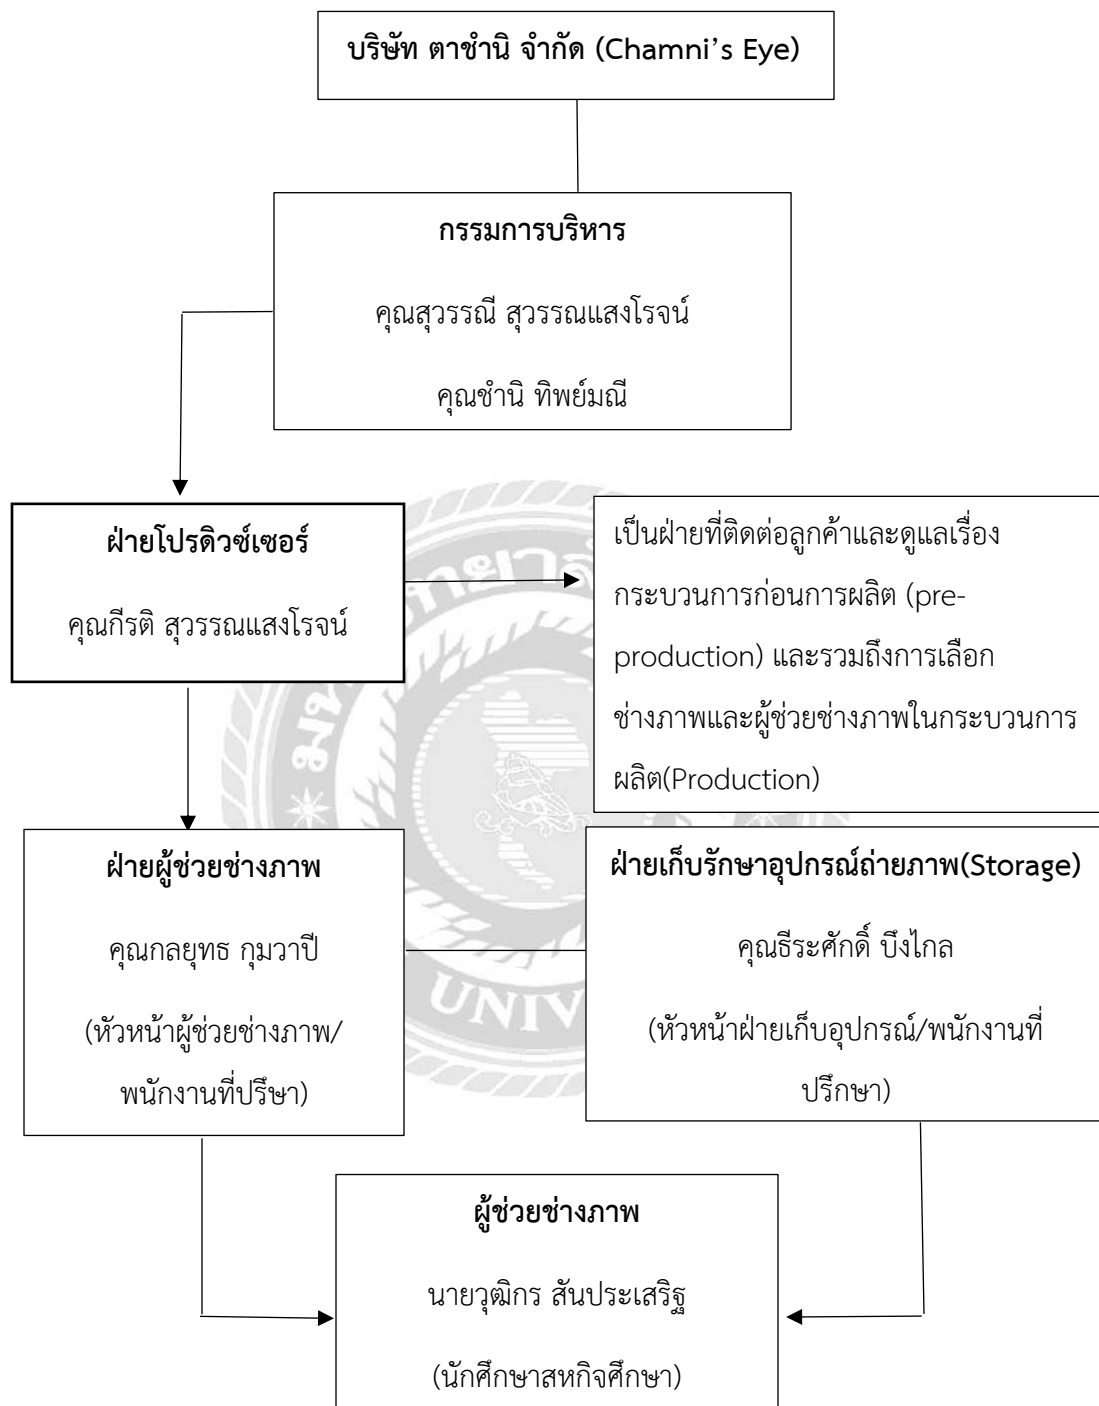 บริษัท ตาชำนิ จำกัด (Chamni’s Eye)
กรรมการบริหาร
คุณสุวรรณี สุวรรณแสงโรจน์
คุณชำนิ ทิพย์มณี
ฝ่ายโปรดิวซ์เซอร์
คุณกีรติ สุวรรณแสงโรจน์
เป็นฝ่ายที่ติดต่อลูกค้าและดูแลเรื่อง
กระบวนการก่อนการผลิต (pre-
production) และรวมถึงการเลือก
ช่างภาพและผู้ช่วยช่างภาพในกระบวนการ
ผลิต(Production)
ฝ่ายผู้ช่วยช่างภาพ
คุณกลยุทธ กุมวาปี
(หัวหน้าผู้ช่วยช่างภาพ/
พนักงานที่ปรึษา)
ฝ่ายเก็บรักษาอุปกรณ์ถ่ายภาพ(Storage)
คุณธีระศักดิ์ บึงไกล
(หัวหน้าฝ่ายเก็บอุปกรณ์/พนักงานที่
ปรึกษา)
UNIV
ผู้ช่วยช่างภาพ
นายวุฒิกร สันประเสริฐ
(นักศึกษาสหกิจศึกษา)